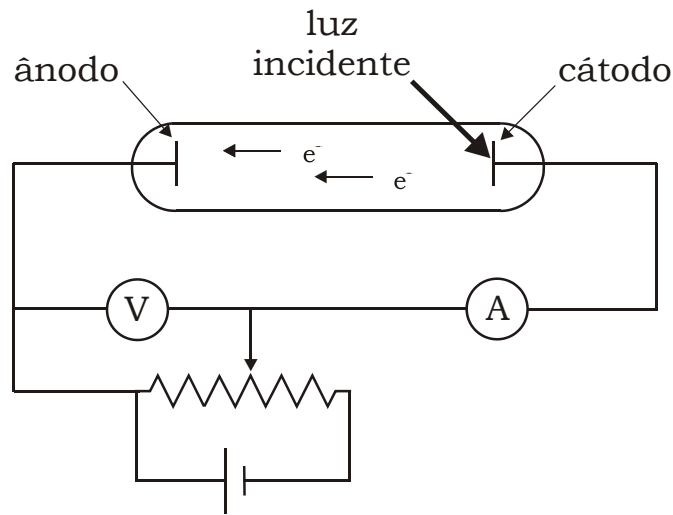 luz
incidente
ânodo
cátodo
e⁻
e⁻
V
A